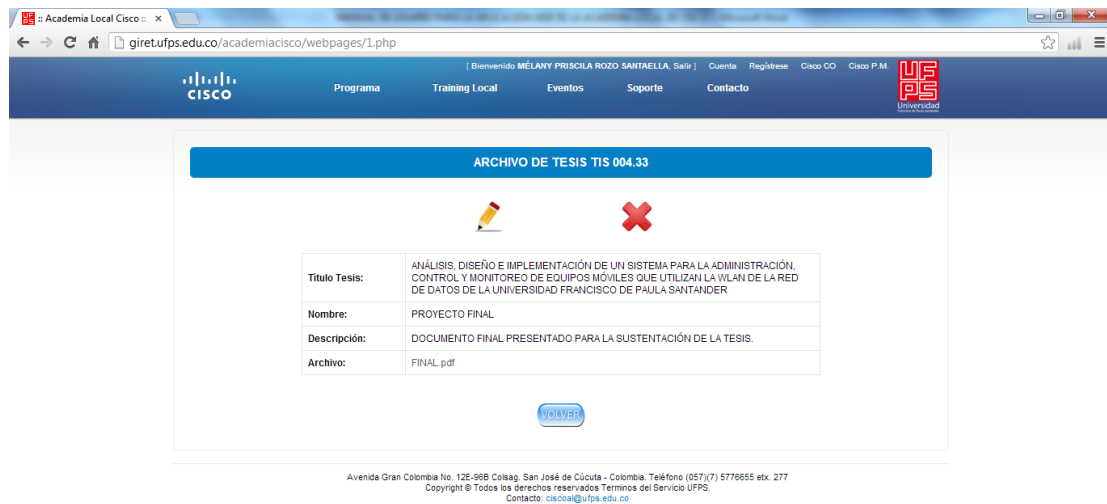 :: Academia Local Cisco ::
giret.ufps.edu.co/academiacisco/webpages/1.php
[ Bienvenido MÉLANY PRISCILA ROZO SANTAELLA, Salir ] Cuenta Regístrese Cisco CO Cisco P.M.
CISCO Programa Training Local Eventos Soporte Contacto
UFPS
Universidad
ARCHIVO DE TESIS TIS 004.33
Título Tesis: ANÁLISIS, DISEÑO E IMPLEMENTACIÓN DE UN SISTEMA PARA LA ADMINISTRACIÓN,
CONTROL Y MONITOREO DE EQUIPOS MÓVILES QUE UTILIZAN LA WLAN DE LA RED
DE DATOS DE LA UNIVERSIDAD FRANCISCO DE PAULA SANTANDER
Nombre: PROYECTO FINAL
Descripción: DOCUMENTO FINAL PRESENTADO PARA LA SUSTENTACIÓN DE LA TESIS.
Archivo: FINAL.pdf
VOLVER
Avenida Gran Colombia No. 12E-96B Colsag. San José de Cúcuta - Colombia. Teléfono (057)(7) 5776655 etx. 277
Copyright © Todos los derechos reservados Terminos del Servicio UFPS.
Contacto: ciscoal@ufps.edu.co